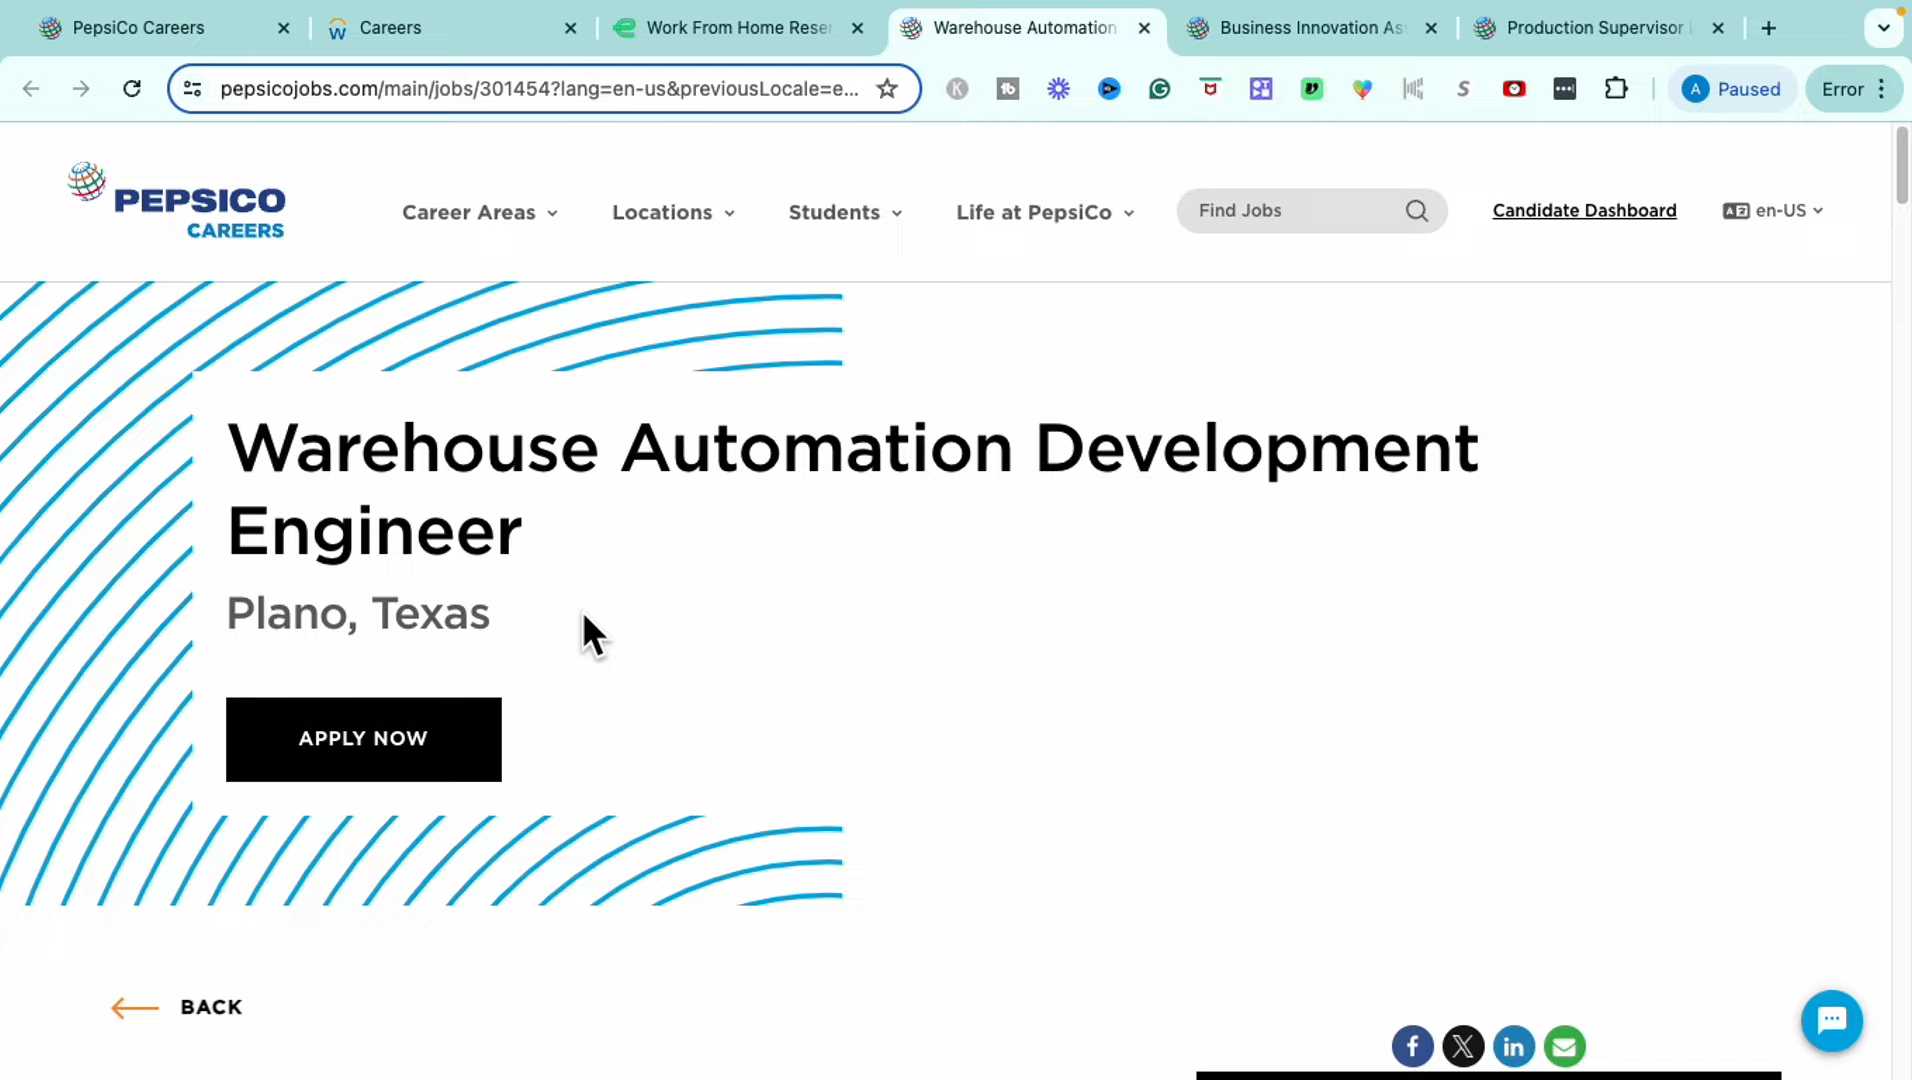 PepsiCo Careers
Careers
Work From Home Rese
Warehouse Automation
Business Innovation As
Production Supervisor
pepsicojobs.com/main/jobs/301454?lang=en-us&previousLocale=e...
A Paused
Error
PEPSICO
CAREERS
Career Areas
Locations
Students
Life at PepsiCo
Find Jobs
Candidate Dashboard
en-US
Warehouse Automation Development
Engineer
Plano, Texas
APPLY NOW
BACK